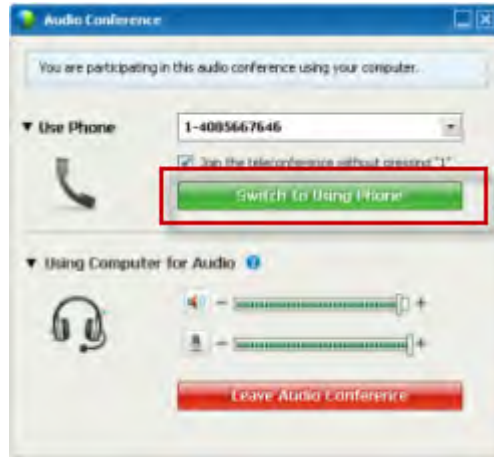 Audio Conference
You are participating in this audio conference using your computer.
Use Phone
1-4085667646
Join the teleconference without pressing "1"
Switch to Using Phone
Using Computer for Audio
Leave Audio Conference